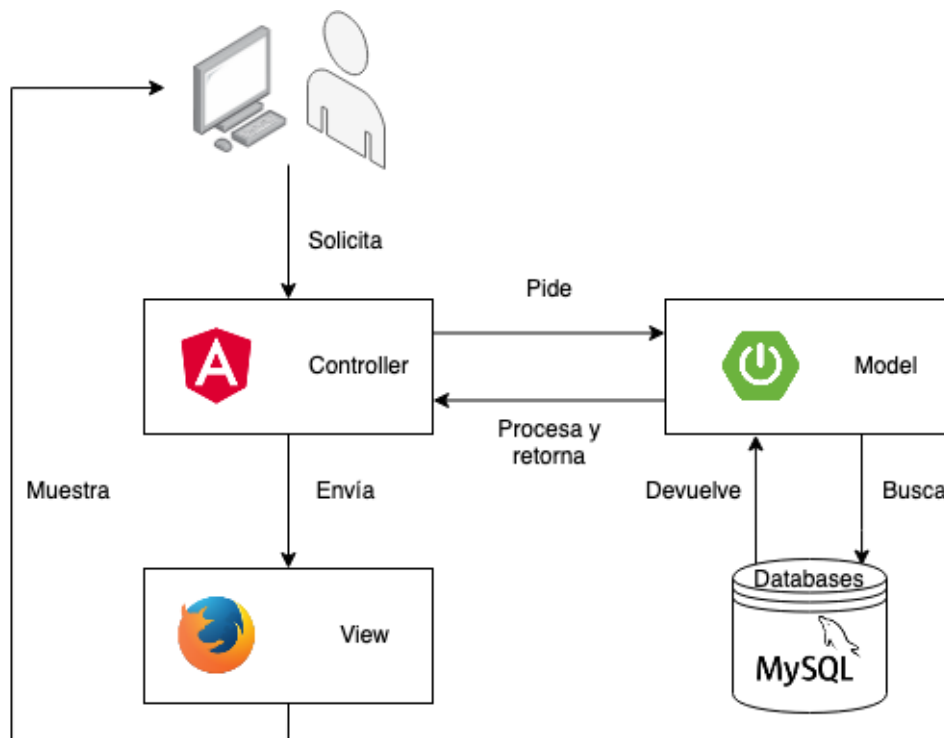 Solicita
Pide
Controller
Model
Procesa y
retorna
Muestra
Envía
Devuelve
Busca
Databases
View
MySQL